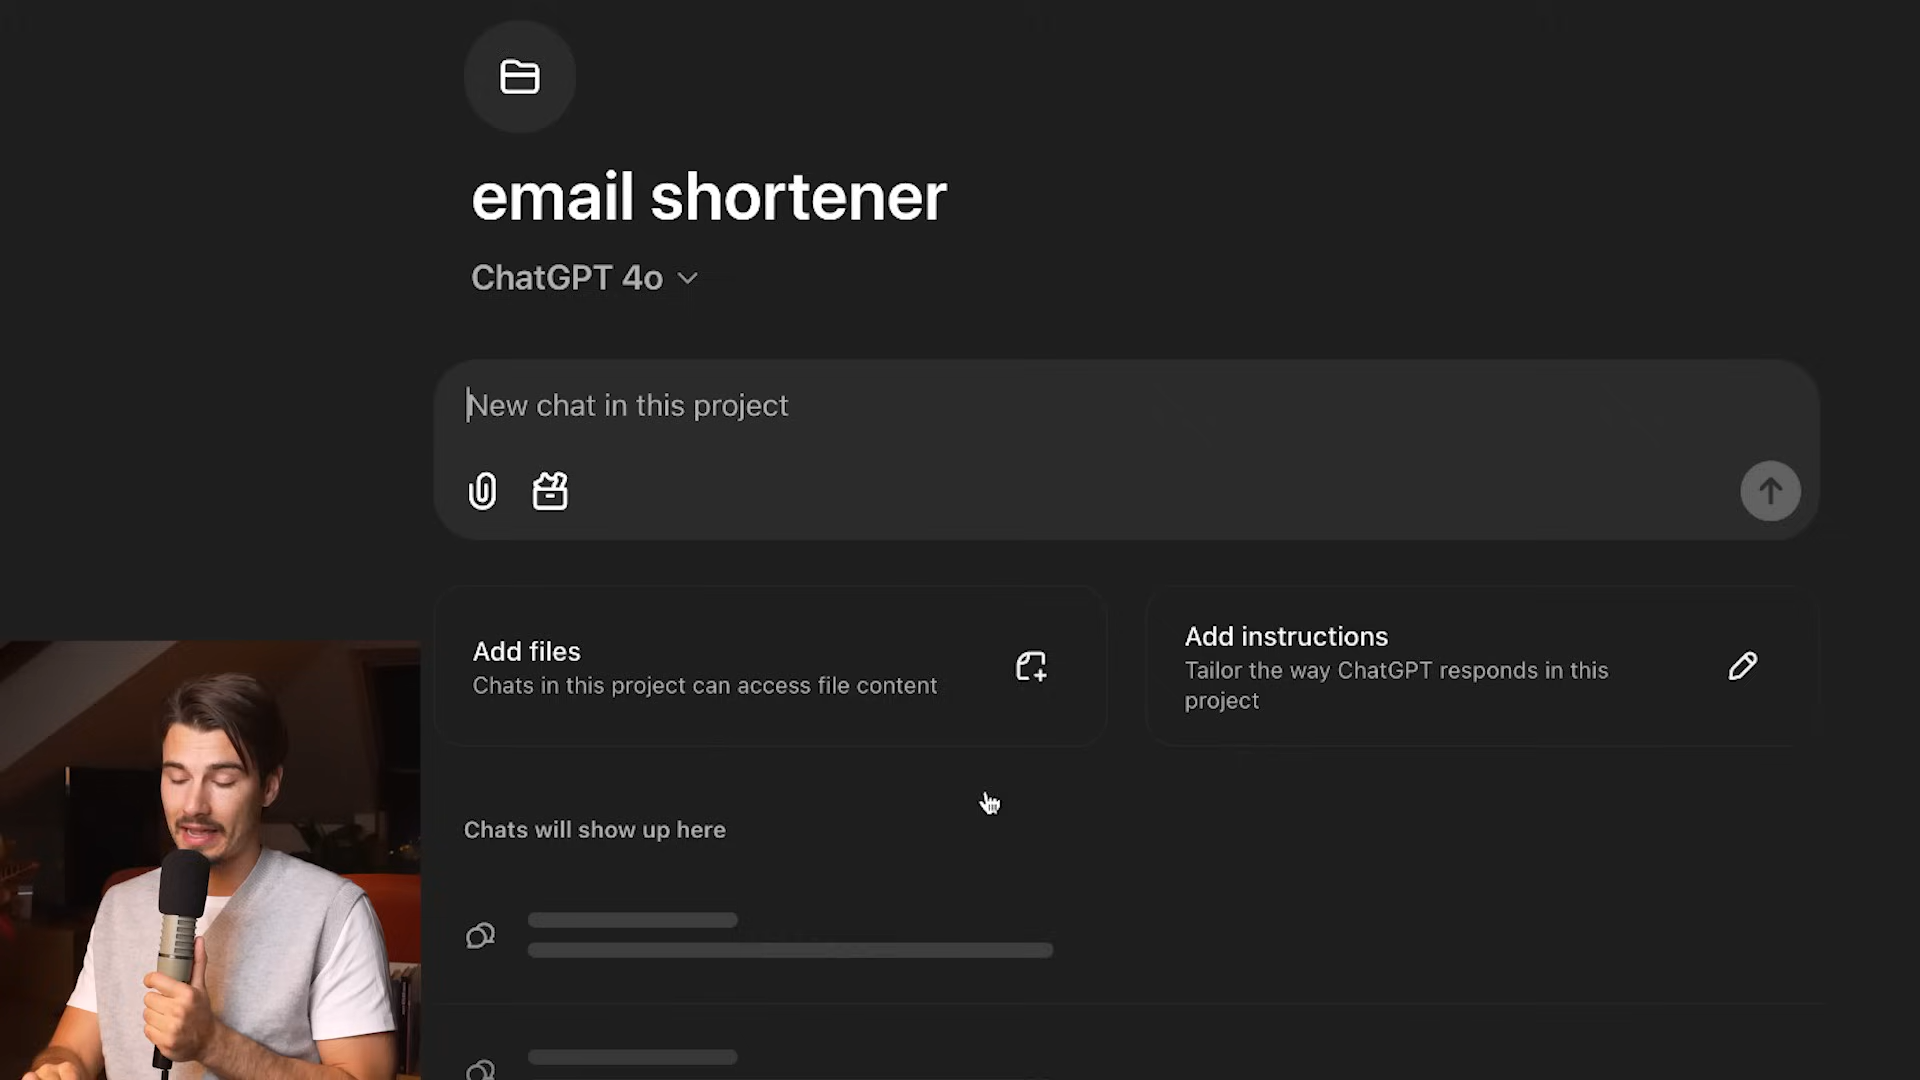 email shortener
ChatGPT 4o
New chat in this project
Add files
Chats in this project can access file content
Add instructions
Tailor the way ChatGPT responds in this
project
Chats will show up here